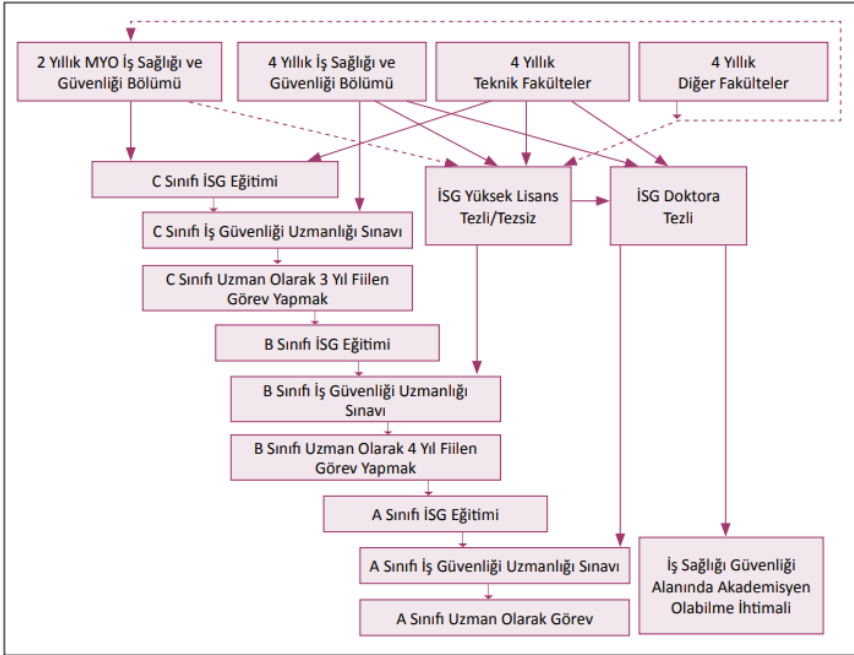 2 Yıllık MYO İş Sağlığı ve
Güvenliği Bölümü
4 Yıllık İş Sağlığı ve
Güvenliği Bölümü
4 Yıllık
Teknik Fakülteler
4 Yıllık
Diğer Fakülteler
C Sınıfı İSG Eğitimi
İSG Yüksek Lisans
Tezli/Tezsiz
İSG Doktora
Tezli
C Sınıfı İş Güvenliği Uzmanlığı Sınavı
C Sınıfı Uzman Olarak 3 Yıl Fiilen
Görev Yapmak
B Sınıfı İSG Eğitimi
B Sınıfı İş Güvenliği Uzmanlığı
Sınavı
B Sınıfı Uzman Olarak 4 Yıl Fiilen
Görev Yapmak
A Sınıfı İSG Eğitimi
A Sınıfı İş Güvenliği Uzmanlığı Sınavı
A Sınıfı Uzman Olarak Görev
İş Sağlığı Güvenliği
Alanında Akademisyen
Olabilme İhtimali